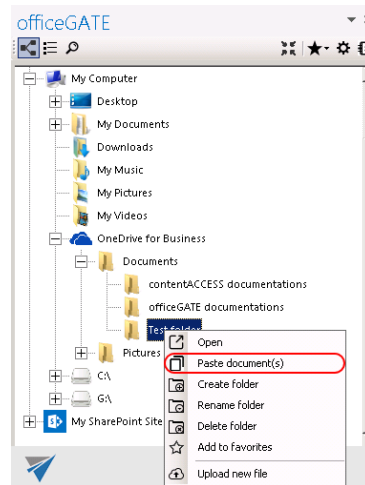 officeGATE
My Computer
Desktop
My Documents
Downloads
My Music
My Pictures
My Videos
OneDrive for Business
Documents
contentACCESS documentations
officeGATE documentations
Test folder
Pictures
C:\
G:\
My SharePoint Site
Open
Paste document(s)
Create folder
Rename folder
Delete folder
Add to favorites
Upload new file